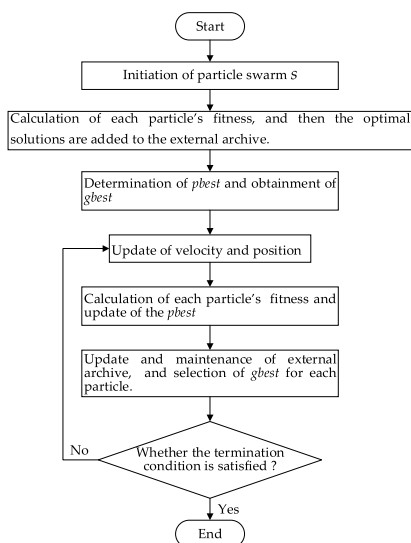 Start
Initiation of particle swarm S
Calculation of each particle's fitness, and then the optimal
solutions are added to the external archive.
Determination of pbest and obtainment of
gbest
Update of velocity and position
Calculation of each particle's fitness and
update of the pbest
Update and maintenance of external
archive, and selection of gbest for each
particle.
Whether the termination
condition is satisfied ?
No
Yes
End